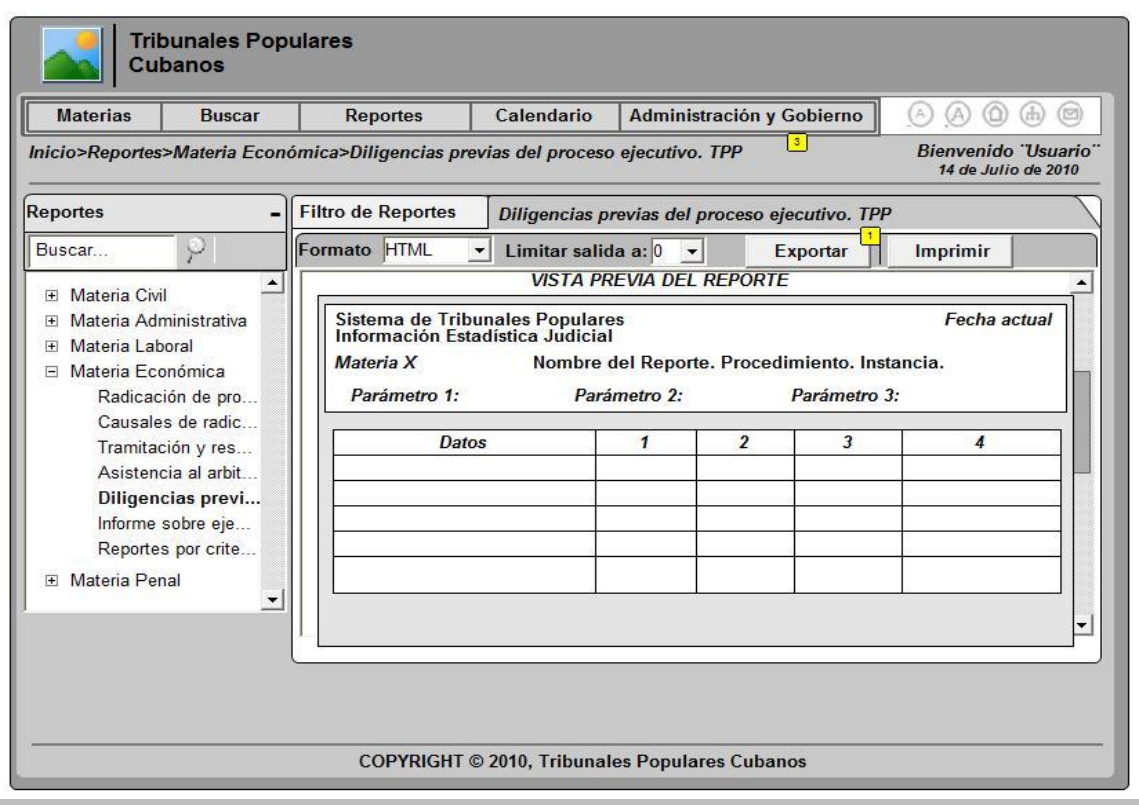 Tribunales Populares
Cubanos
Materias Buscar Reportes Calendario Administración y Gobierno
3
Inicio>Reportes>Materia Económica>Diligencias previas del proceso ejecutivo. TPP
Bienvenido ¨Usuario¨
14 de Julio de 2010
Reportes -
Buscar...
Materia Civil
Materia Administrativa
Materia Laboral
Materia Económica
Radicación de pro...
Causales de radic...
Tramitación y res...
Asistencia al arbit...
Diligencias previ...
Informe sobre eje...
Reportes por crite...
Materia Penal
Filtro de Reportes Diligencias previas del proceso ejecutivo. TPP
1
Formato HTML Limitar salida a: 0 Exportar Imprimir
VISTA PREVIA DEL REPORTE
Sistema de Tribunales Populares Fecha actual
Información Estadística Judicial
Materia X Nombre del Reporte. Procedimiento. Instancia.
Parámetro 1: Parámetro 2: Parámetro 3:
Datos 1 2 3 4
COPYRIGHT © 2010, Tribunales Populares Cubanos